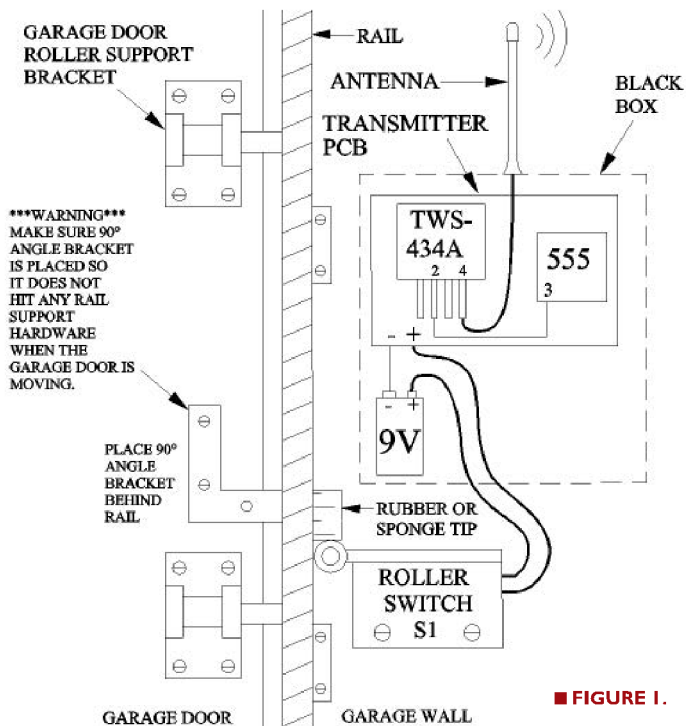 GARAGE DOOR
ROLLER SUPPORT
BRACKET
RAIL
ANTENNA
TRANSMITTER
PCB
BLACK
BOX
***WARNING***
MAKE SURE 90°
ANGLE BRACKET
IS PLACED SO
IT DOES NOT
HIT ANY RAIL
SUPPORT
HARDWARE
WHEN THE
GARAGE DOOR IS
MOVING.
TWS-
434A
2 4
555
3
- +
- +
9V
PLACE 90°
ANGLE
BRACKET
BEHIND
RAIL
RUBBER OR
SPONGE TIP
ROLLER
SWITCH
S1
GARAGE DOOR
GARAGE WALL
■ FIGURE 1.